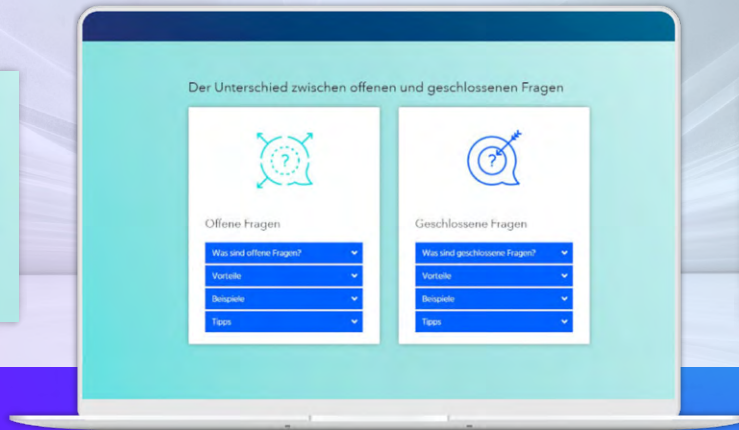 Der Unterschied zwischen offenen und geschlossenen Fragen
?
Offene Fragen
Was sind offene Fragen?
Vorteile
Beispiele
Tipps
?
Geschlossene Fragen
Was sind geschlossene Fragen?
Vorteile
Beispiele
Tipps